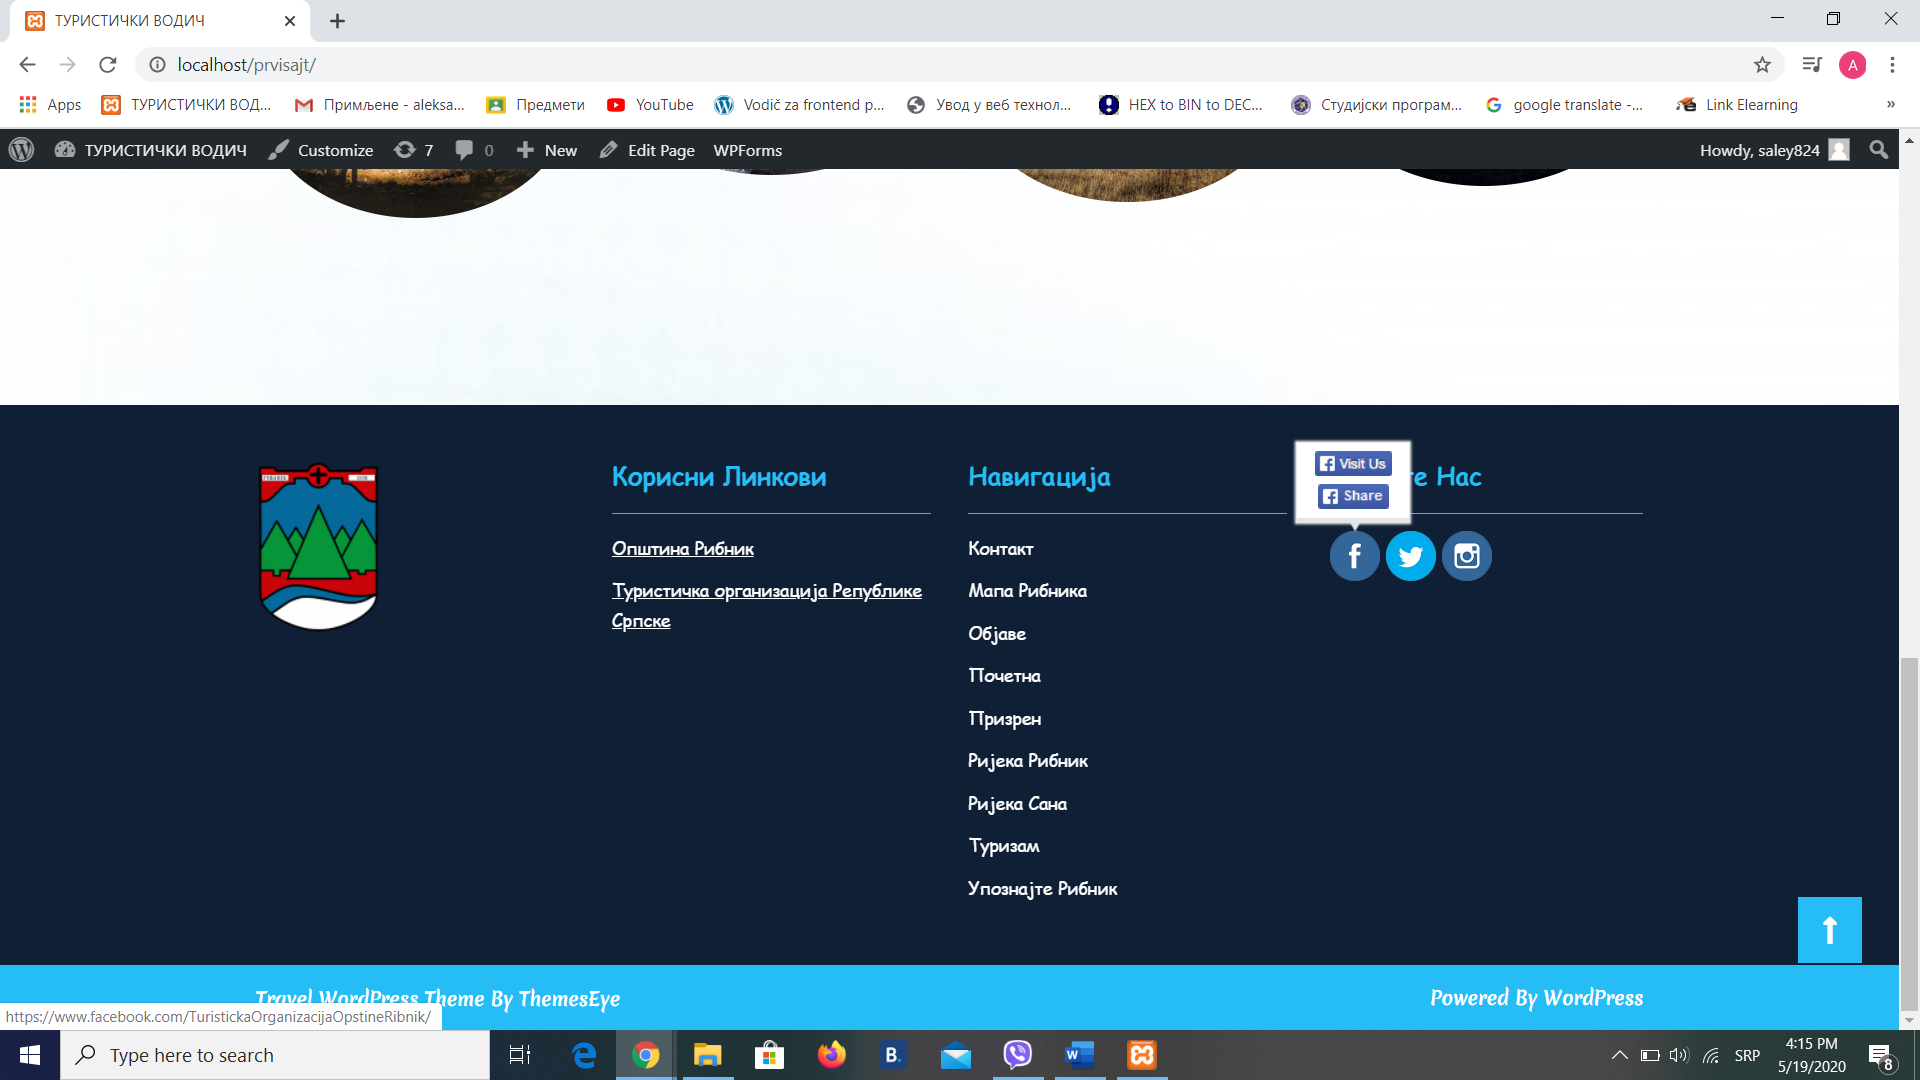 ТУРИСТИЧКИ ВОДИЧ
localhost/prvisajt/
A
Apps
ТУРИСТИЧКИ ВОД...
Примљене - aleksa...
Предмети
YouTube
Vodič za frontend p...
Увод у веб технол...
HEX to BIN to DEC...
Студијски програм...
google translate -...
Link Elearning
»
ТУРИСТИЧКИ ВОДИЧ
Customize
7
0
New
Edit Page
WPForms
Howdy, saley824
Корисни Линкови
Општина Рибник
Туристичка организација Републике
Српске
Навигација
Контакт
Мапа Рибника
Објаве
Почетна
Призрен
Ријека Рибник
Ријека Сана
Туризам
Упознајте Рибник
Visit Us
Share
Нас
Travel WordPress Theme By ThemesEye
Powered By WordPress
https://www.facebook.com/TuristickaOrganizacijaOpstineRibnik/
Type here to search
B.
SRP
4:15 PM
5/19/2020
8